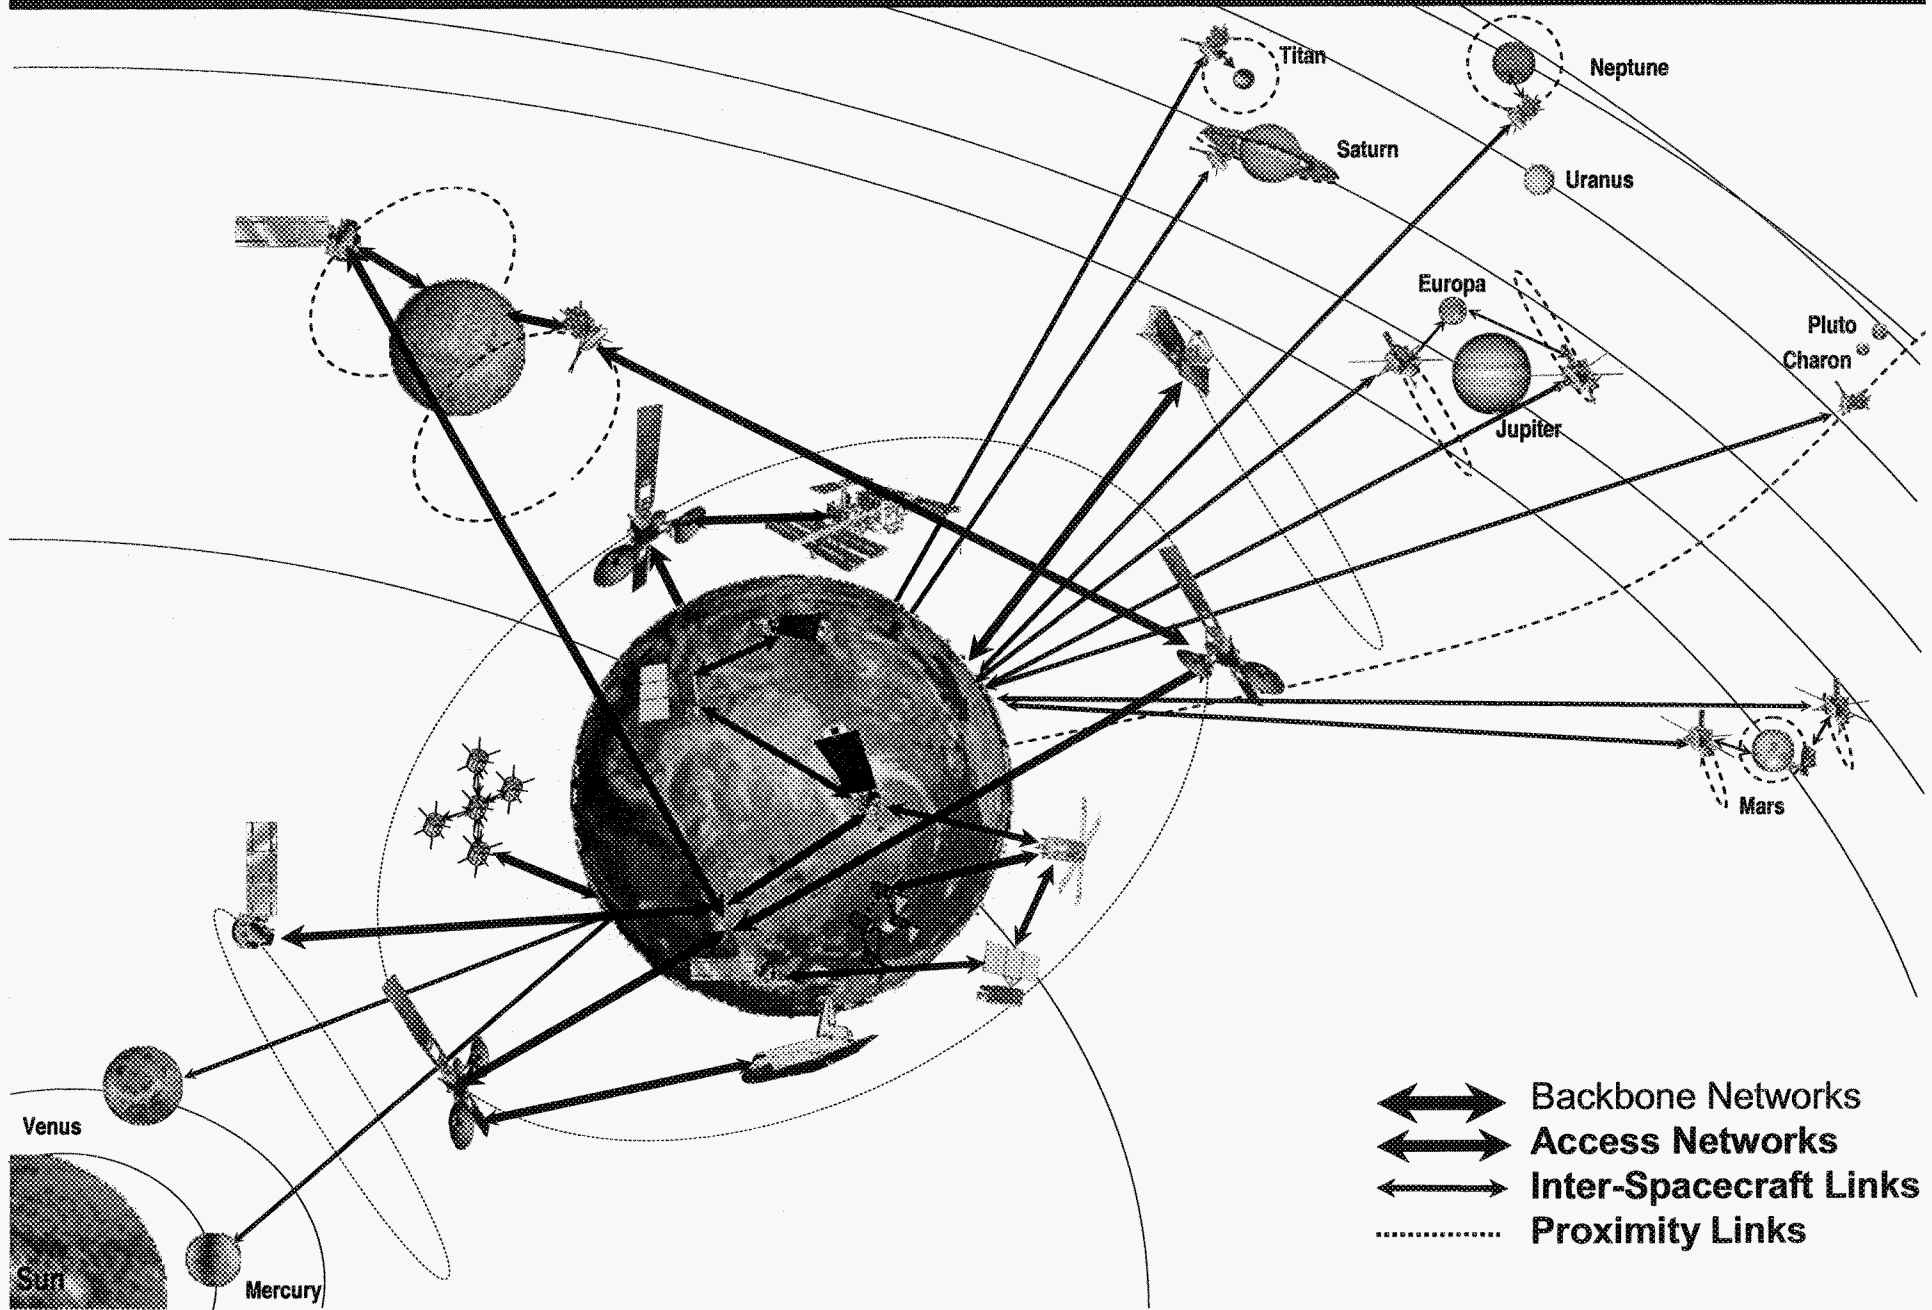 Titan
Neptune
Saturn
Uranus
Europa
Pluto
Charon
Jupiter
Mars
Venus
Sun
Mercury
Backbone Networks
Access Networks
Inter-Spacecraft Links
Proximity Links